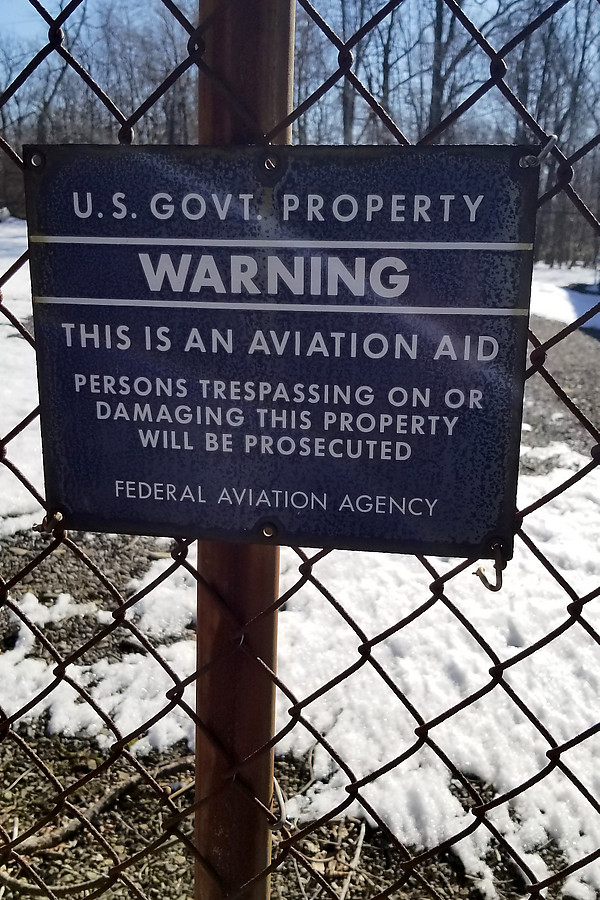 U.S. GOVT. PROPERTY
WARNING
THIS IS AN AVIATION AID
PERSONS TRESPASSING ON OR
DAMAGING THIS PROPERTY
WILL BE PROSECUTED
FEDERAL AVIATION AGENCY